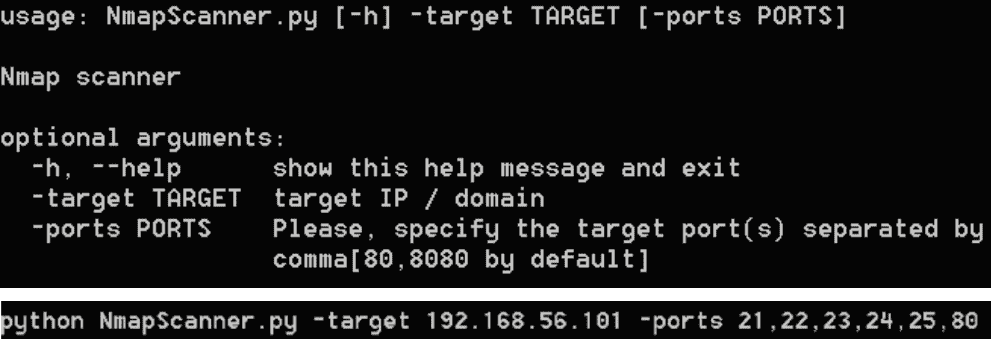 usage: NmapScanner.py [-h] -target TARGET [-ports PORTS]
Nmap scanner
optional arguments:
-h, --help show this help message and exit
-target TARGET target IP / domain
-ports PORTS Please, specify the target port(s) separated by
comma[80,8080 by default]
python NmapScanner.py -target 192.168.56.101 -ports 21,22,23,24,25,80